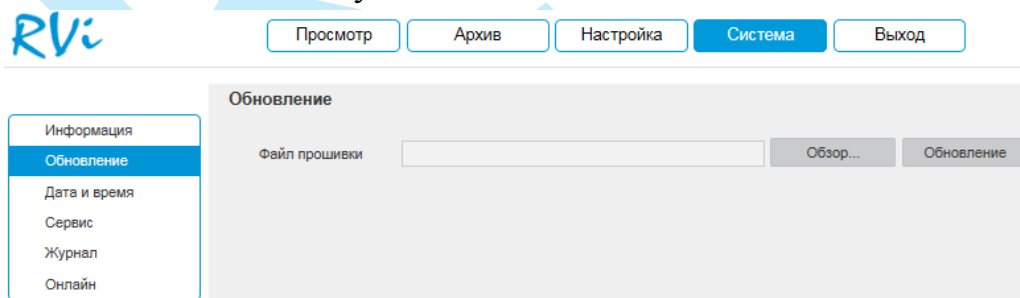 RVi
Просмотр
Архив
Настройка
Система
Выход
Обновление
Информация
Обновление
Дата и время
Сервис
Журнал
Онлайн
Файл прошивки
Обзор...
Обновление